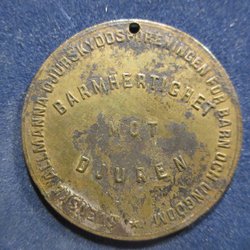 ALLMÄNNA DJURSKYDDSFÖRENINGEN FÖR BARN OCH UNGDOM
BARMHERTIGHET
MOT
DJUREN